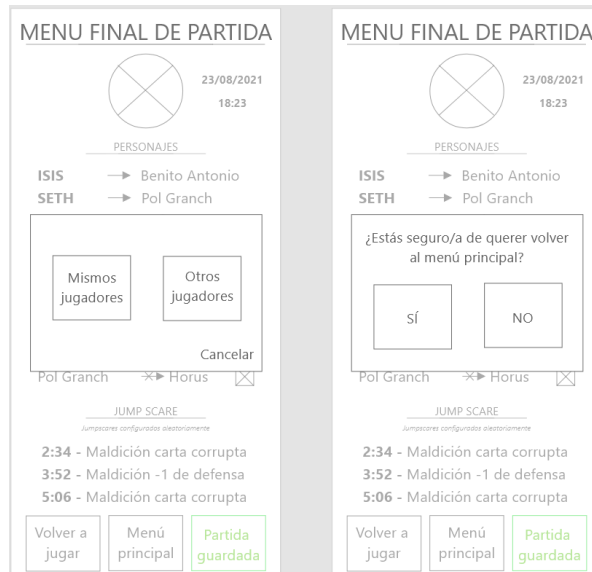 MENU FINAL DE PARTIDA
23/08/2021
18:23
PERSONAJES
ISIS Benito Antonio
SETH Pol Granch
Mismos
jugadores
Otros
jugadores
Cancelar
Pol Granch Horus
JUMP SCARE
Jumpscares configurados aleatoriamente
2:34 - Maldición carta corrupta
3:52 - Maldición -1 de defensa
5:06 - Maldición carta corrupta
Volver a
jugar
Menú
principal
Partida
guardada
MENU FINAL DE PARTIDA
23/08/2021
18:23
PERSONAJES
ISIS Benito Antonio
SETH Pol Granch
¿Estás seguro/a de querer volver
al menú principal?
SÍ
NO
Pol Granch Horus
JUMP SCARE
Jumpscares configurados aleatoriamente
2:34 - Maldición carta corrupta
3:52 - Maldición -1 de defensa
5:06 - Maldición carta corrupta
Volver a
jugar
Menú
principal
Partida
guardada